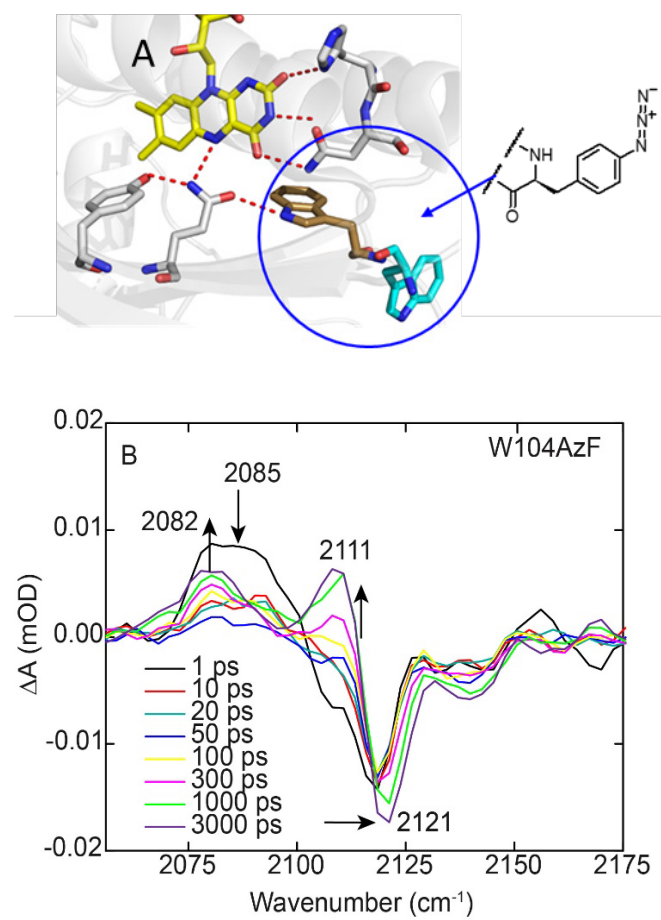 A
N⁻
N⁺
N
NH
O
B
W104AzF
2085
2082
2111
2121
1 ps
10 ps
20 ps
50 ps
100 ps
300 ps
1000 ps
3000 ps
0.02
0.01
0.00
-0.01
-0.02
ΔA (mOD)
2075 2100 2125 2150 2175
Wavenumber (cm⁻¹)